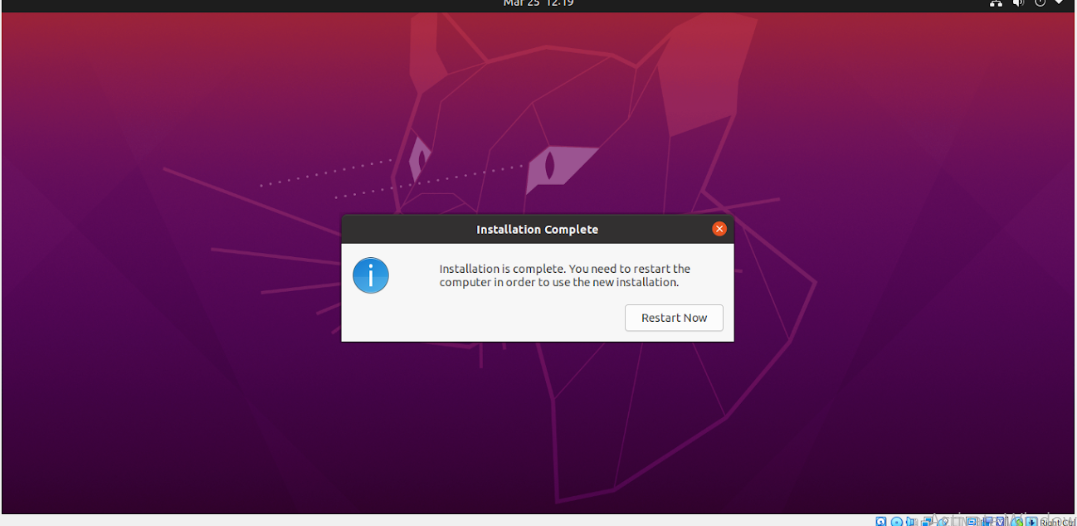 Mar 25 12:19
Installation Complete
Installation is complete. You need to restart the
computer in order to use the new installation.
Restart Now
Right Ctrl